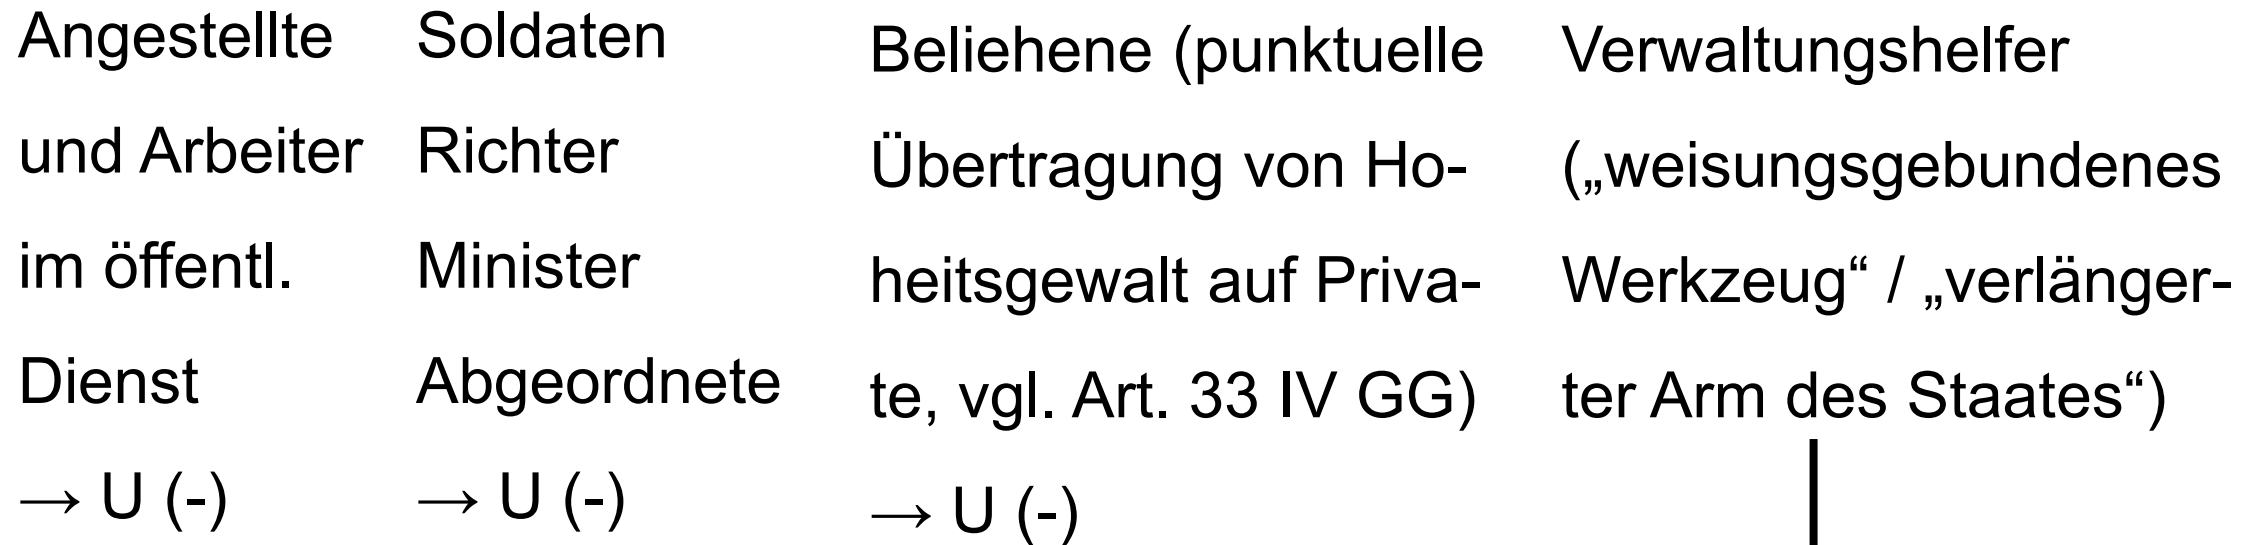 Angestellte
und Arbeiter
im öffentl.
Dienst
→ U (-)
Soldaten
Richter
Minister
Abgeordnete
→ U (-)
Beliehene (punktuelle
Übertragung von Ho-
heitsgewalt auf Priva-
te, vgl. Art. 33 IV GG)
→ U (-)
Verwaltungshelfer
(„weisungsgebundenes
Werkzeug“ / „verlänger-
ter Arm des Staates“)